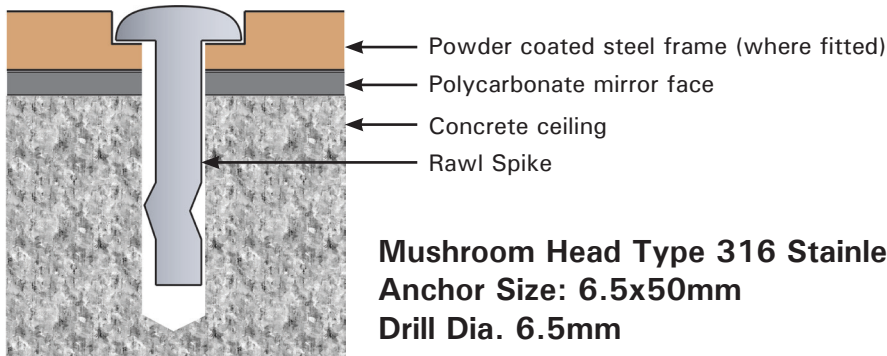 Powder coated steel frame (where fitted)
Polycarbonate mirror face
Concrete ceiling
Rawl Spike
Mushroom Head Type 316 Stainle
Anchor Size: 6.5x50mm
Drill Dia. 6.5mm